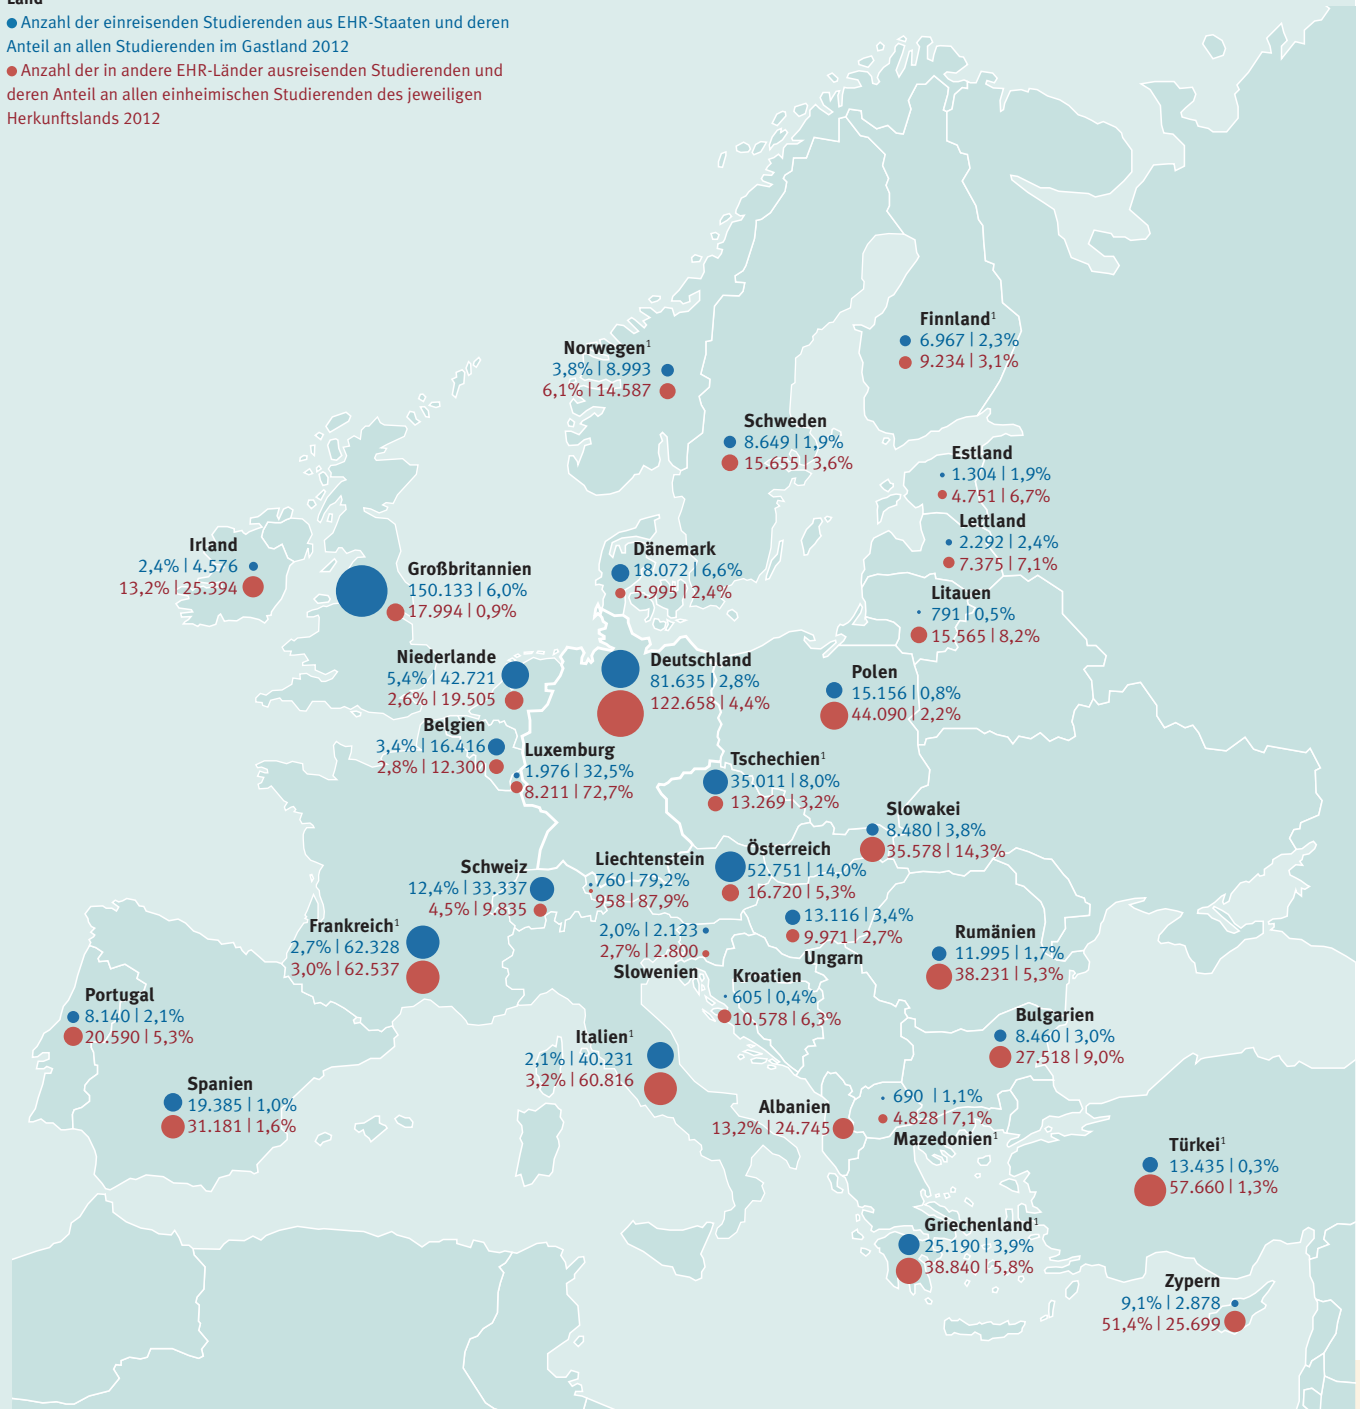 Land
● Anzahl der einreisenden Studierenden aus EHR-Staaten und deren
Anteil an allen Studierenden im Gastland 2012
● Anzahl der in andere EHR-Länder ausreisenden Studierenden und
deren Anteil an allen einheimischen Studierenden des jeweiligen
Herkunftslands 2012
Finnland¹
6.967 | 2,3%
9.234 | 3,1%
Norwegen¹
3,8% | 8.993
6,1% | 14.587
Schweden
8.649 | 1,9%
15.655 | 3,6%
Estland
1.304 | 1,9%
4.751 | 6,7%
Lettland
2.292 | 2,4%
7.375 | 7,1%
Irland
2,4% | 4.576
13,2% | 25.394
Großbritannien
150.133 | 6,0%
17.994 | 0,9%
Dänemark
18.072 | 6,6%
5.995 | 2,4%
Litauen
791 | 0,5%
15.565 | 8,2%
Niederlande
5,4% | 42.721
2,6% | 19.505
Deutschland
81.635 | 2,8%
122.658 | 4,4%
Polen
15.156 | 0,8%
44.090 | 2,2%
Belgien
3,4% | 16.416
2,8% | 12.300
Luxemburg
1.976 | 32,5%
8.211 | 72,7%
Tschechien¹
35.011 | 8,0%
13.269 | 3,2%
Slowakei
8.480 | 3,8%
35.578 | 14,3%
Schweiz
12,4% | 33.337
4,5% | 9.835
Liechtenstein
760 | 79,2%
958 | 87,9%
Österreich
52.751 | 14,0%
16.720 | 5,3%
Frankreich¹
2,7% | 62.328
3,0% | 62.537
2,0% | 2.123
2,7% | 2.800
Slowenien
13.116 | 3,4%
9.971 | 2,7%
Ungarn
Rumänien
11.995 | 1,7%
38.231 | 5,3%
Kroatien
605 | 0,4%
10.578 | 6,3%
Portugal
8.140 | 2,1%
20.590 | 5,3%
Bulgarien
8.460 | 3,0%
27.518 | 9,0%
Italien¹
2,1% | 40.231
3,2% | 60.816
Spanien
19.385 | 1,0%
31.181 | 1,6%
Albanien
13,2% | 24.745
690 | 1,1%
4.828 | 7,1%
Mazedonien¹
Türkei¹
13.435 | 0,3%
57.660 | 1,3%
Griechenland¹
25.190 | 3,9%
38.840 | 5,8%
Zypern
9,1% | 2.878
51,4% | 25.699